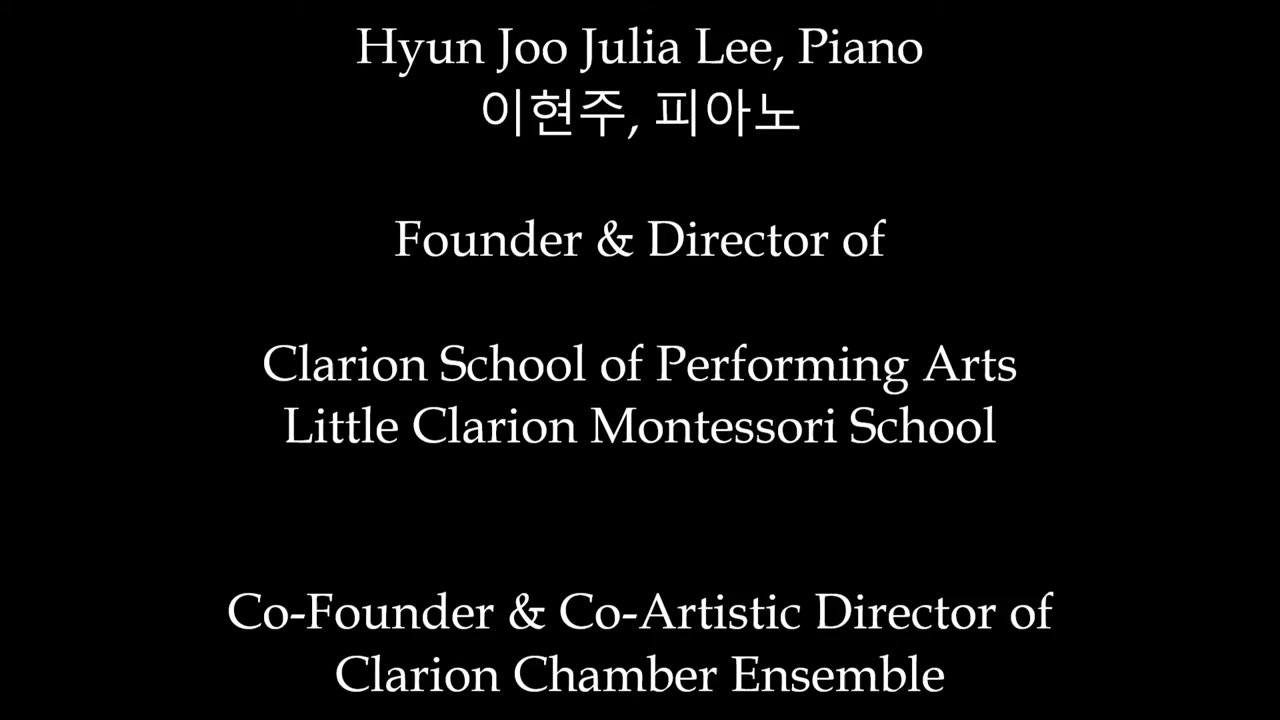 Hyun Joo Julia Lee, Piano
이현주, 피아노
Founder & Director of
Clarion School of Performing Arts
Little Clarion Montessori School
Co-Founder & Co-Artistic Director of
Clarion Chamber Ensemble